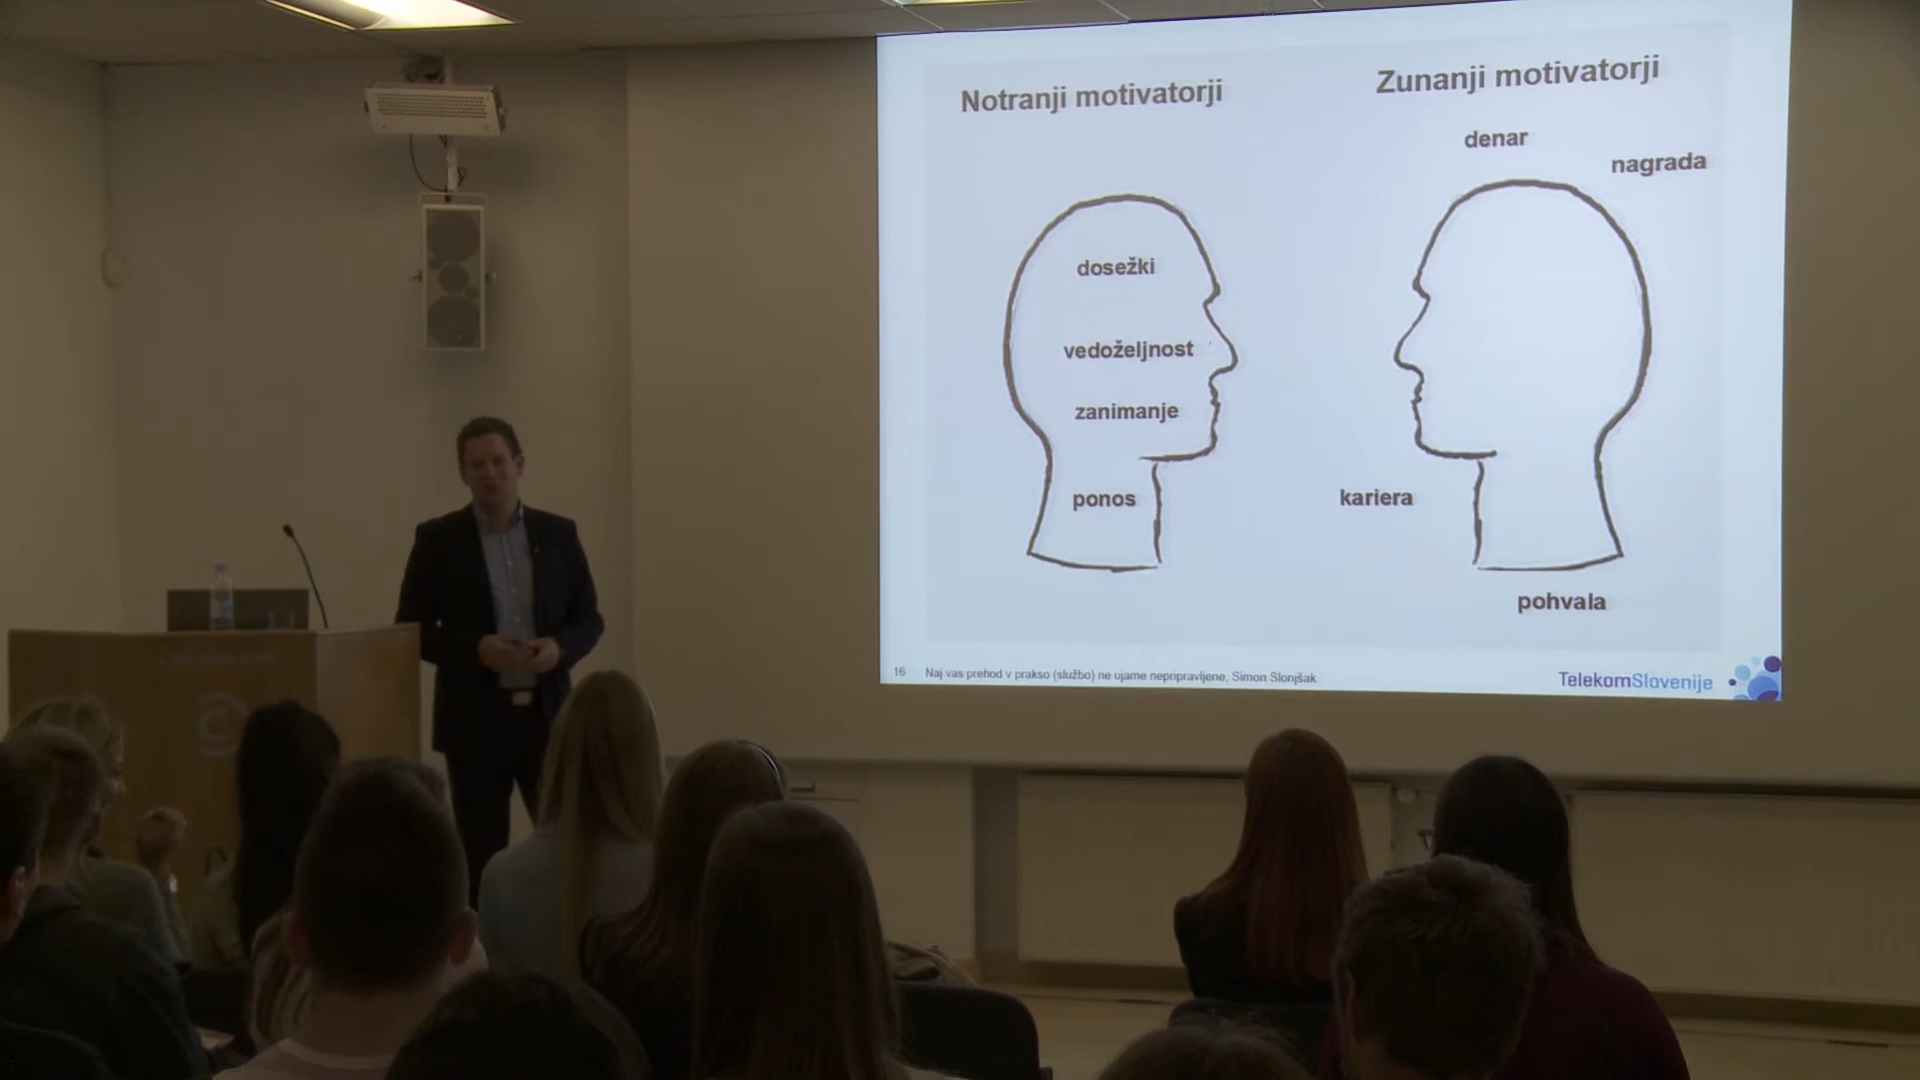 Notranji motivatorji
Zunanji motivatorji
denar
nagrada
dosežki
vedoželjnost
zanimanje
ponos
kariera
pohvala
16 Naj vas prehod v prakso (službo) ne ujame nepripravljene, Simon Slonjšak
TelekomSlovenije